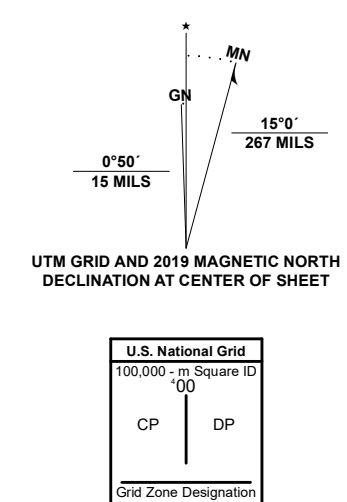 ★
MN
GN
15°0´
267 MILS
0°50´
15 MILS
UTM GRID AND 2019 MAGNETIC NORTH
DECLINATION AT CENTER OF SHEET
U.S. National Grid
100,000 - m Square ID
⁴00
CP DP
Grid Zone Designation